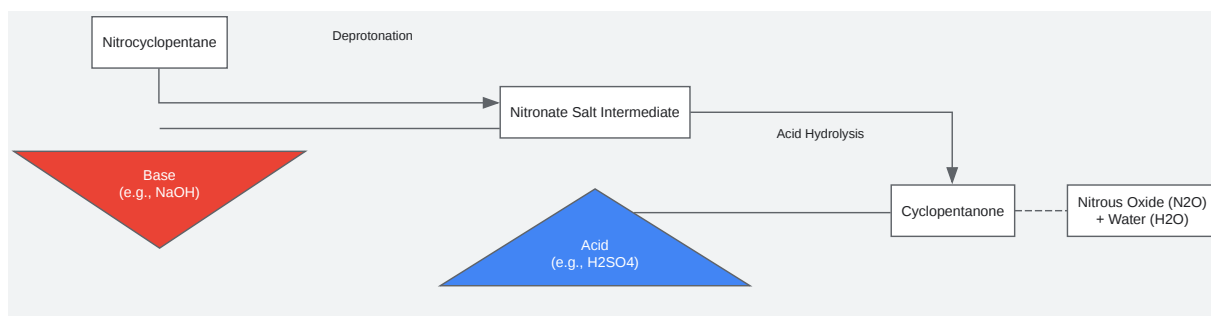 Nitrocyclopentane
Deprotonation
Nitronate Salt Intermediate
Acid Hydrolysis
Base
(e.g., NaOH)
Cyclopentanone
Nitrous Oxide (N2O)
+ Water (H2O)
Acid
(e.g., H2SO4)